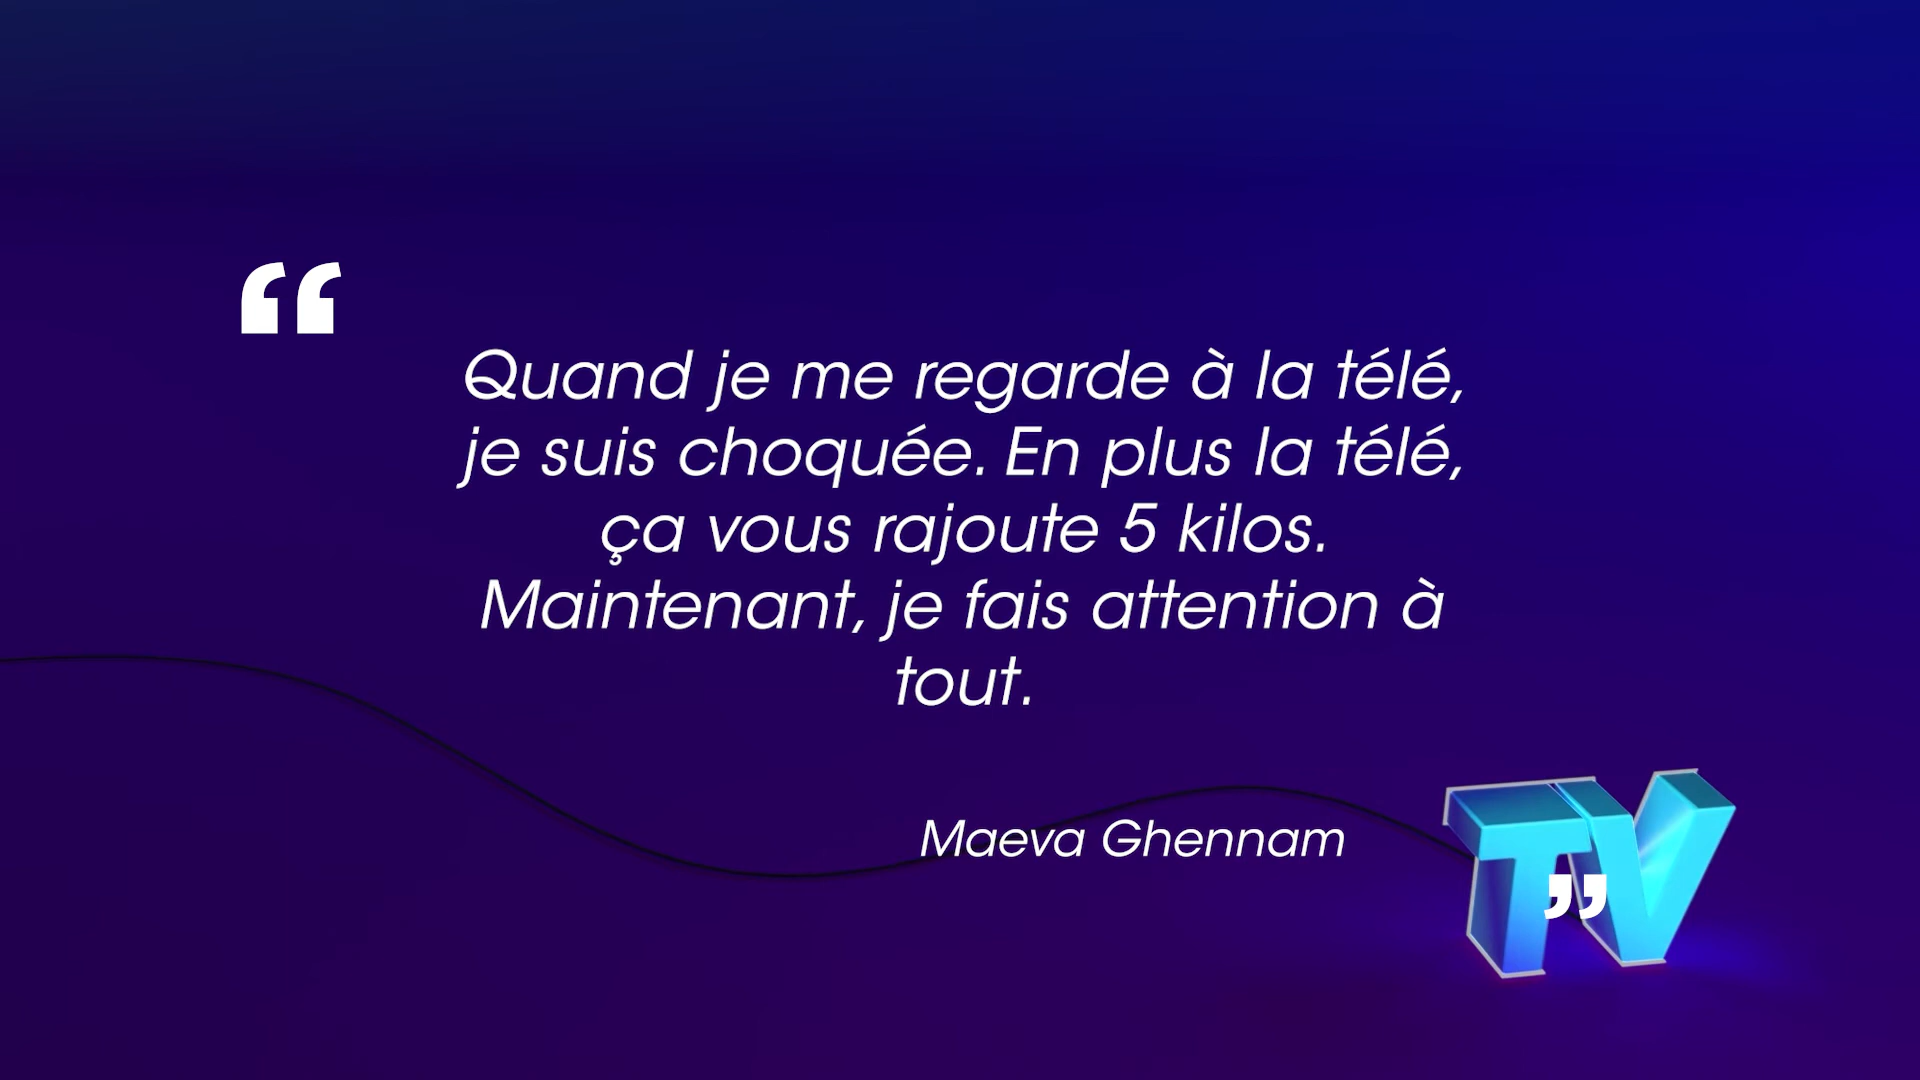 “
Quand je me regarde à la télé,
je suis choquée. En plus la télé,
ça vous rajoute 5 kilos.
Maintenant, je fais attention à
tout.
Maeva Ghennam
TV
”